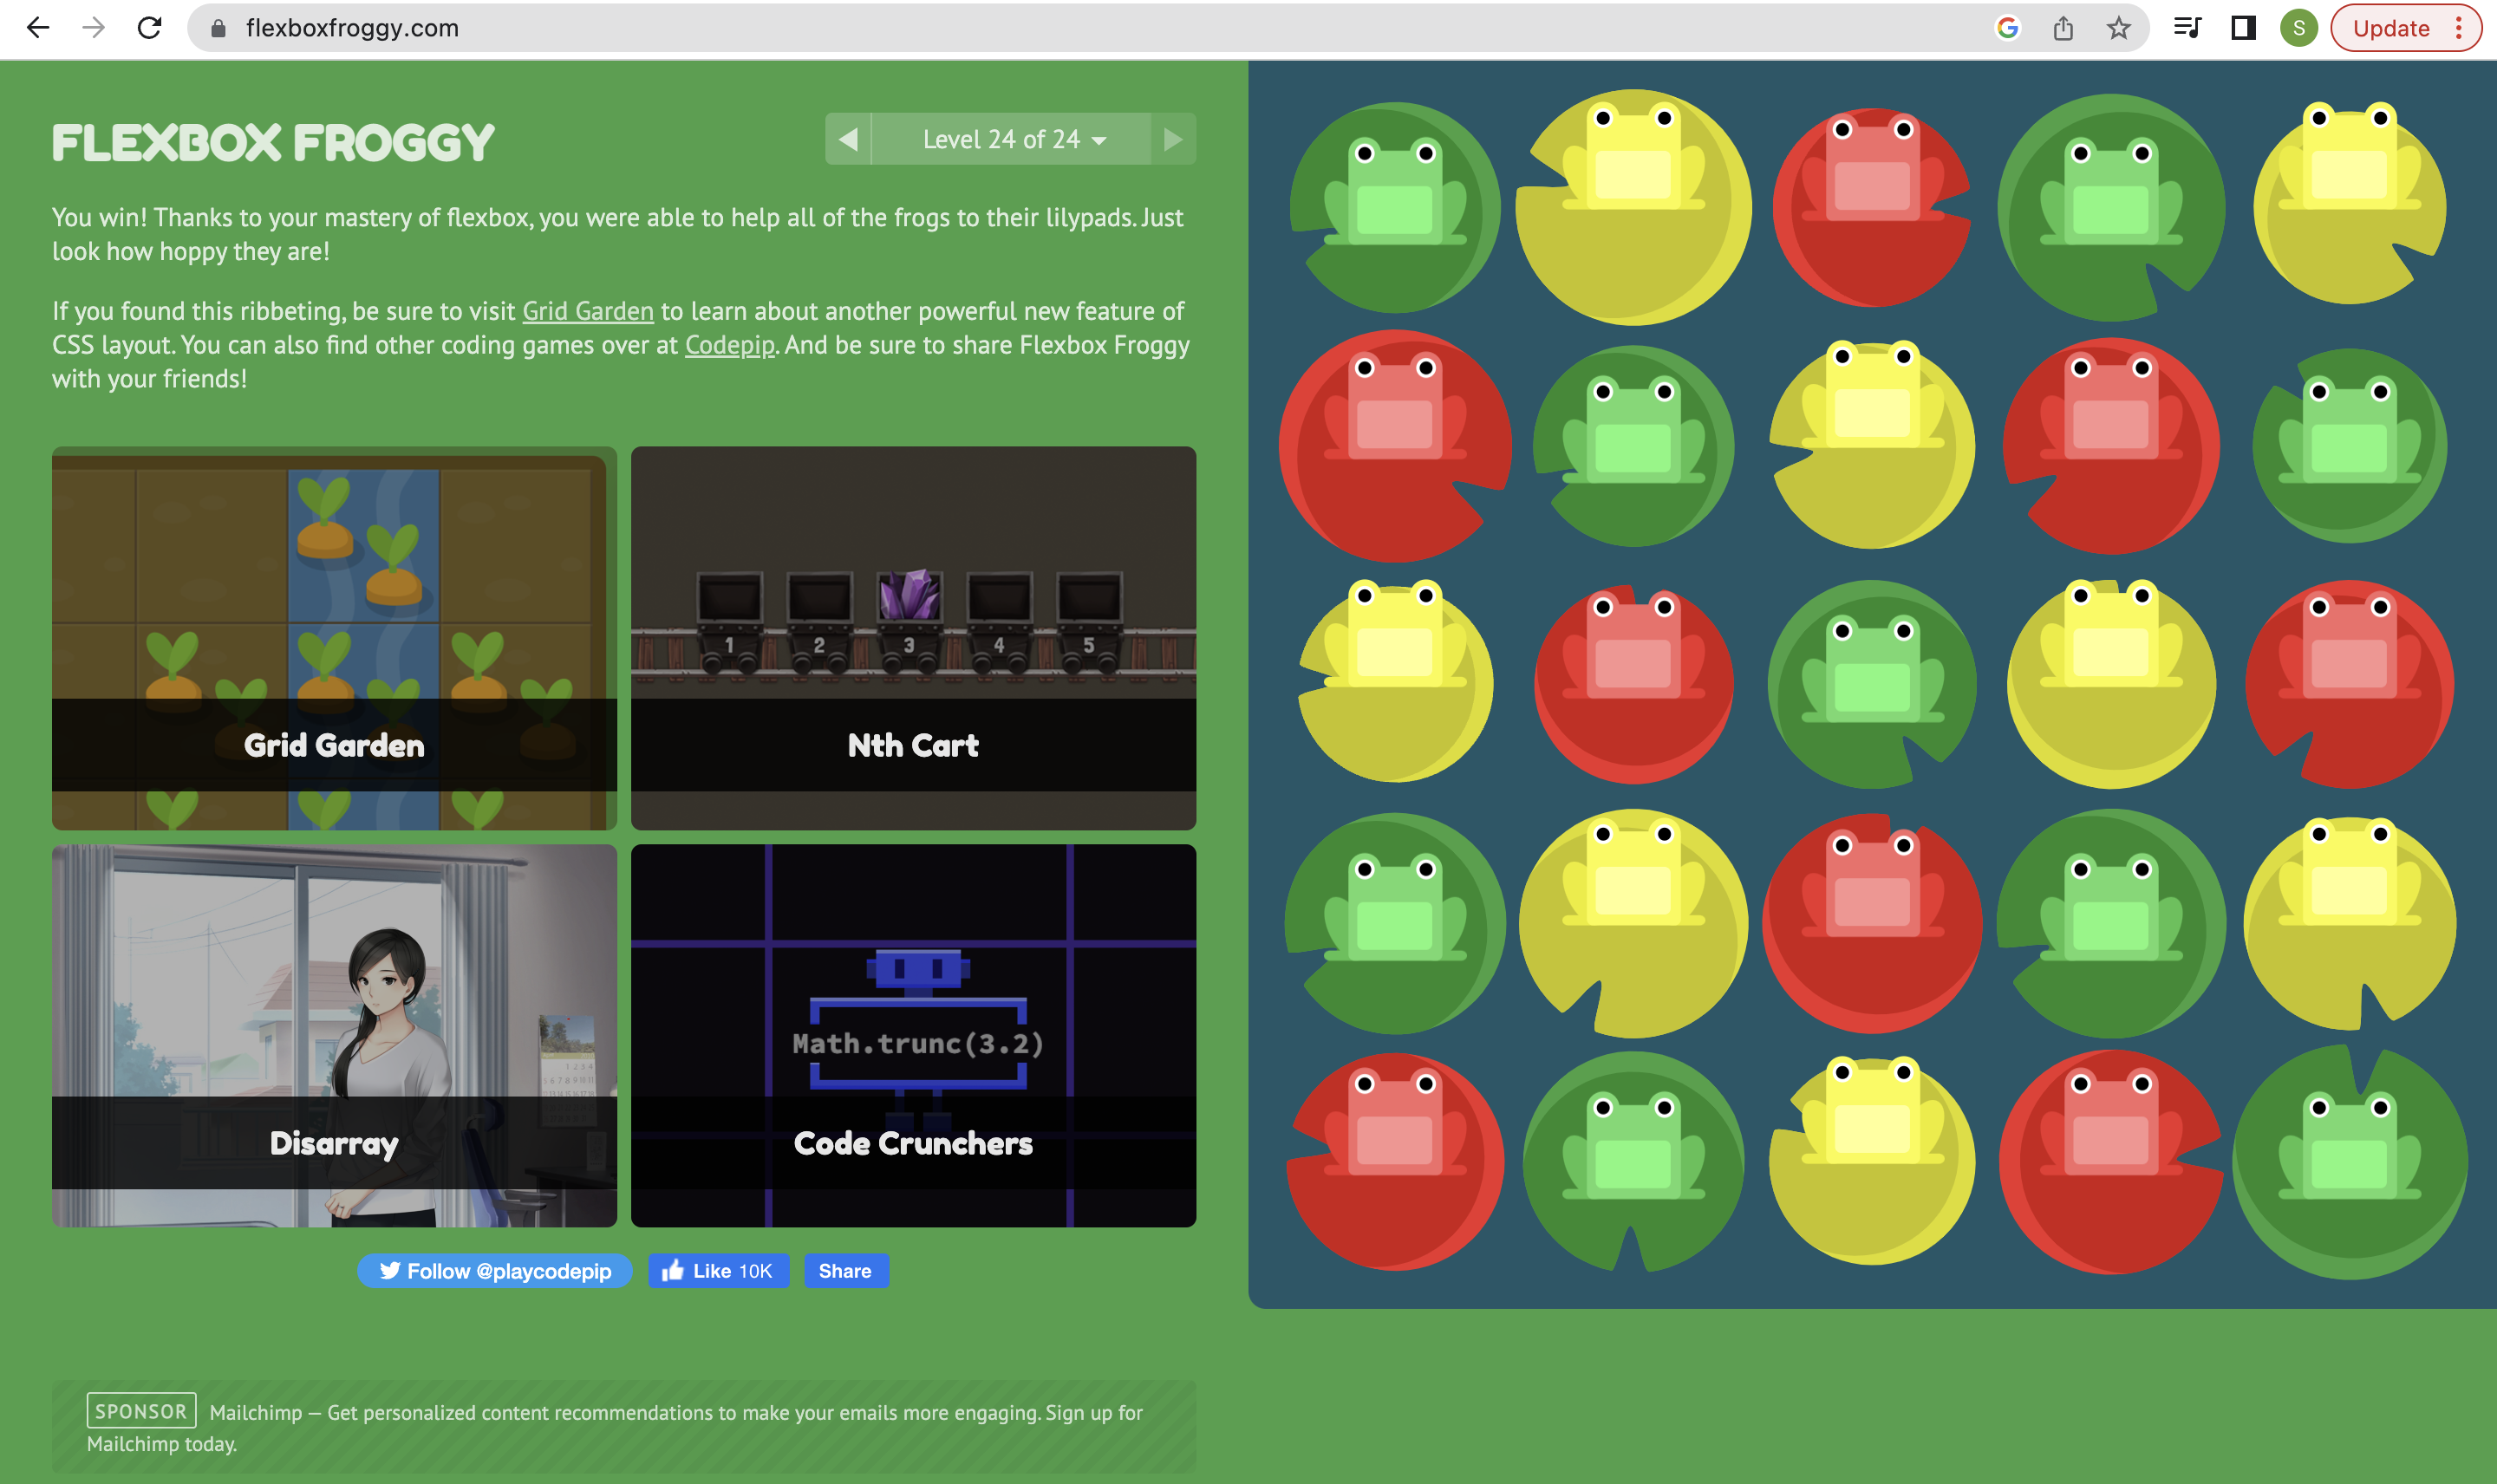 flexboxfroggy.com
S
Update
FLEXBOX FROGGY
Level 24 of 24
You win! Thanks to your mastery of flexbox, you were able to help all of the frogs to their lilypads. Just
look how hoppy they are!
If you found this ribbeting, be sure to visit Grid Garden to learn about another powerful new feature of
CSS layout. You can also find other coding games over at Codepip. And be sure to share Flexbox Froggy
with your friends!
1 2 3 4 5
Grid Garden
Nth Cart
Math.trunc(3.2)
Disarray
Code Crunchers
Follow @playcodepip
Like 10K
Share
SPONSOR Mailchimp — Get personalized content recommendations to make your emails more engaging. Sign up for
Mailchimp today.